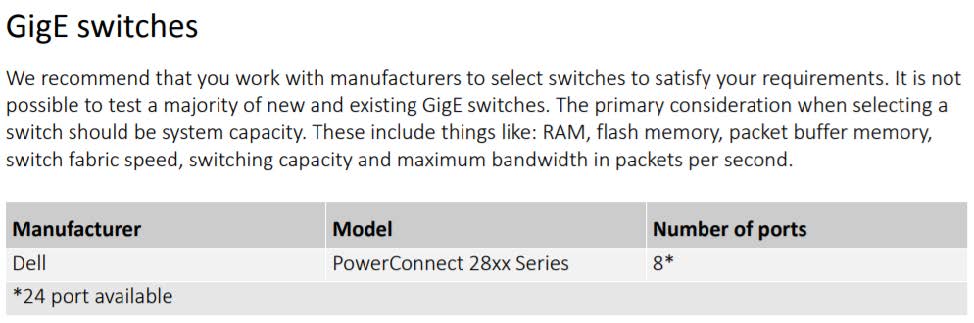 GigE switches
We recommend that you work with manufacturers to select switches to satisfy your requirements. It is not
possible to test a majority of new and existing GigE switches. The primary consideration when selecting a
switch should be system capacity. These include things like: RAM, flash memory, packet buffer memory,
switch fabric speed, switching capacity and maximum bandwidth in packets per second.
Manufacturer Model Number of ports
Dell PowerConnect 28xx Series 8*
*24 port available